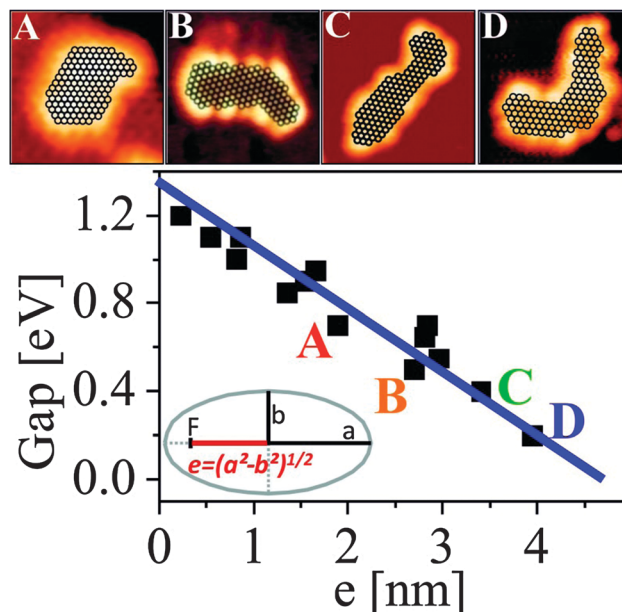 A B C D
1.2
0.8
0.4
0.0
Gap [eV]
A
B
C
D
F
b
a
e=(a²-b²)¹/²
0 1 2 3 4
e [nm]